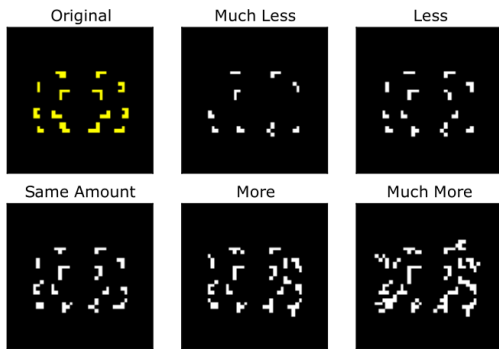 Original
Much Less
Less
Same Amount
More
Much More